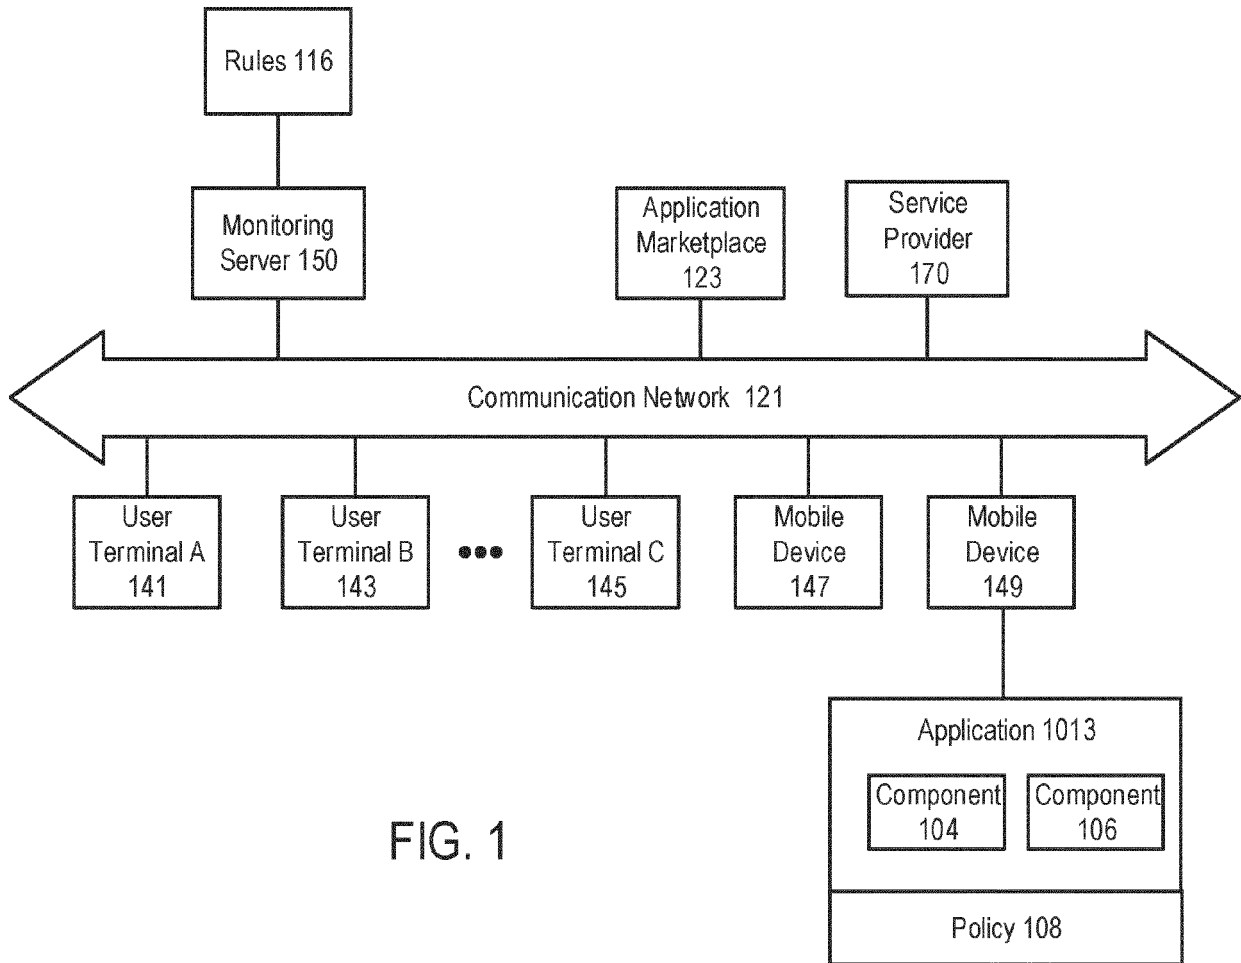 Rules 116
Monitoring
Server 150
Application
Marketplace
123
Service
Provider
170
Communication Network 121
User
Terminal A
141
User
Terminal B
143
User
Terminal C
145
Mobile
Device
147
Mobile
Device
149
Application 1013
Component
104
Component
106
Policy 108
FIG. 1